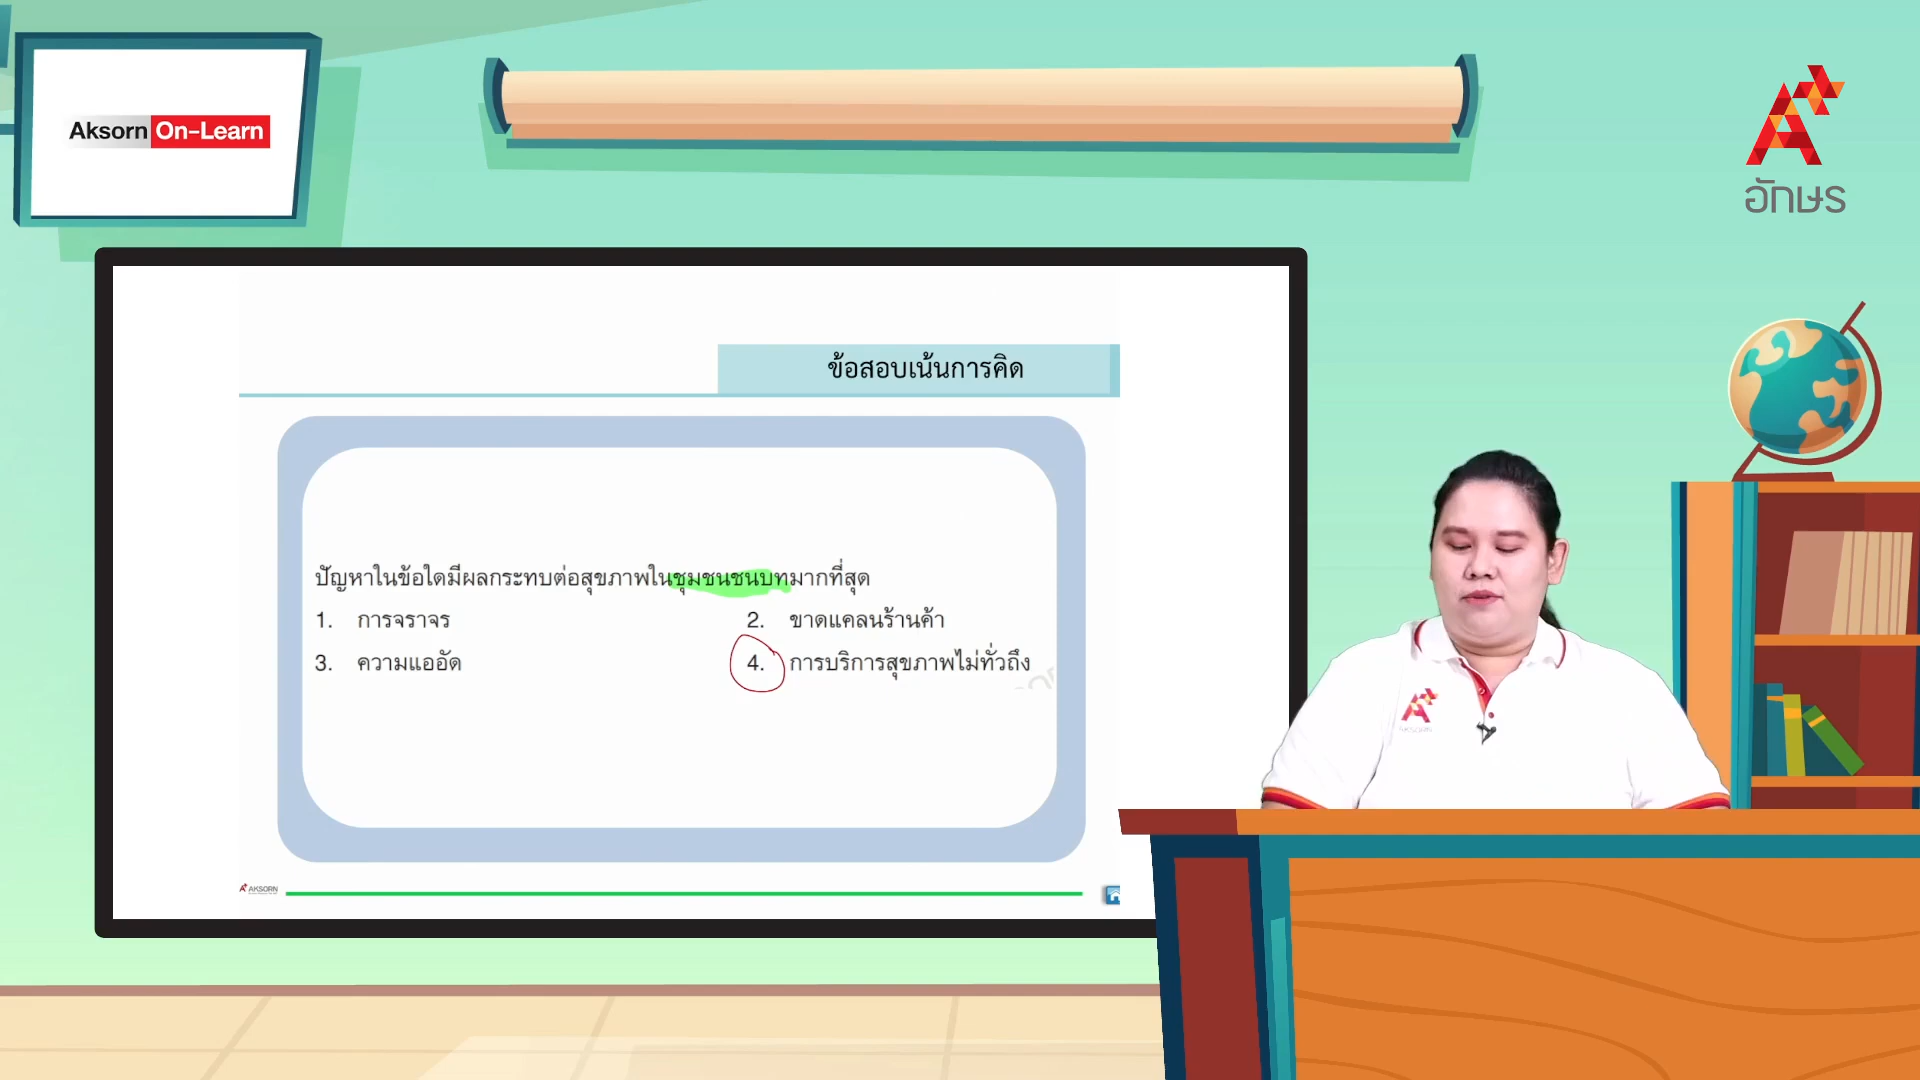 Aksorn On-Learn
อักษร
ข้อสอบเน้นการคิด
ปัญหาในข้อใดมีผลกระทบต่อสุขภาพในชุมชนชนบทมากที่สุด
1. การจราจร 2. ขาดแคลนร้านค้า
3. ความแออัด 4. การบริการสุขภาพไม่ทั่วถึง
AKSORN
AKSORN